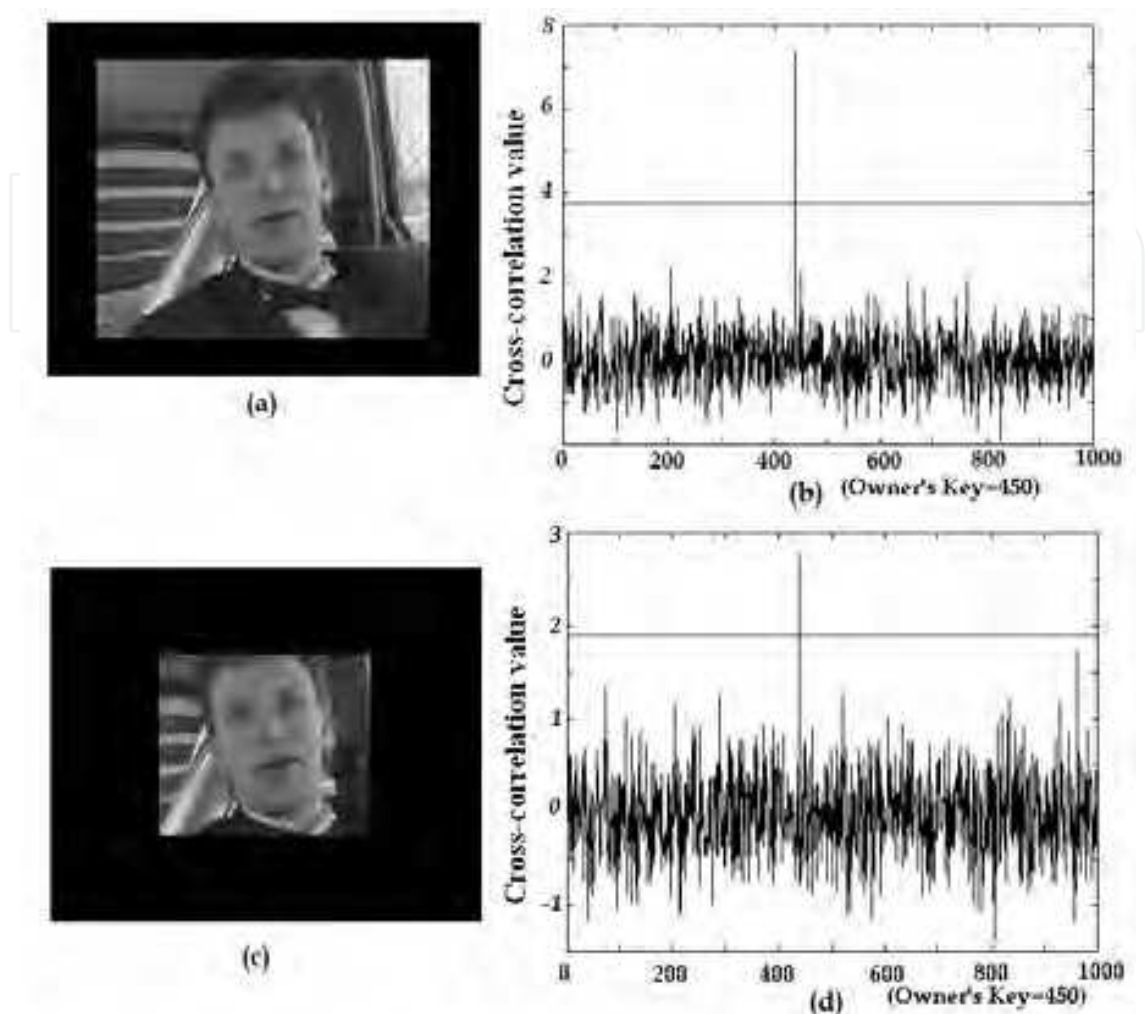 (a)
Cross-correlation value
8
6
4
2
0
0 200 400 600 800 1000
(b) (Owner's Key=450)
(c)
Cross-correlation value
3
2
1
0
-1
0 200 400 600 800 1000
(d) (Owner's Key=450)